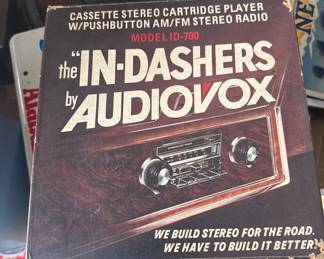 CASSETTE STEREO CARTRIDGE PLAYER
W/PUSHBUTTON AM/FM STEREO RADIO
MODEL ID-700
the "IN-DASHERS
by AUDIOVOX
WE BUILD STEREO FOR THE ROAD.
WE HAVE TO BUILD IT BETTER.